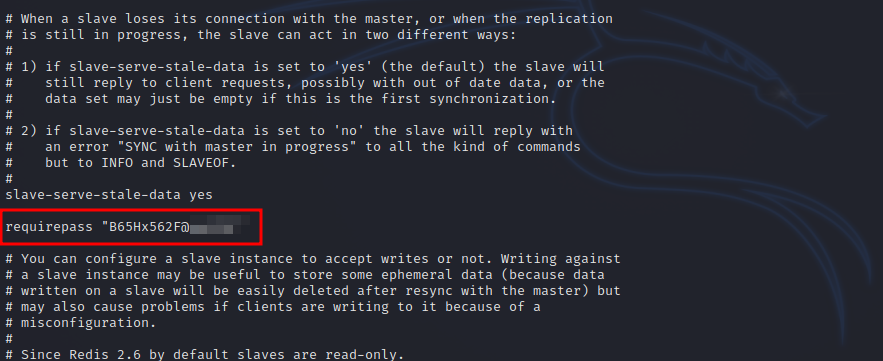 # When a slave loses its connection with the master, or when the replication
# is still in progress, the slave can act in two different ways:
#
# 1) if slave-serve-stale-data is set to 'yes' (the default) the slave will
#    still reply to client requests, possibly with out of date data, or the
#    data set may just be empty if this is the first synchronization.
#
# 2) if slave-serve-stale-data is set to 'no' the slave will reply with
#    an error "SYNC with master in progress" to all the kind of commands
#    but to INFO and SLAVEOF.
#
slave-serve-stale-data yes
requirepass "B65Hx562F@
# You can configure a slave instance to accept writes or not. Writing against
# a slave instance may be useful to store some ephemeral data (because data
# written on a slave will be easily deleted after resync with the master) but
# may also cause problems if clients are writing to it because of a
# misconfiguration.
#
# Since Redis 2.6 by default slaves are read-only.